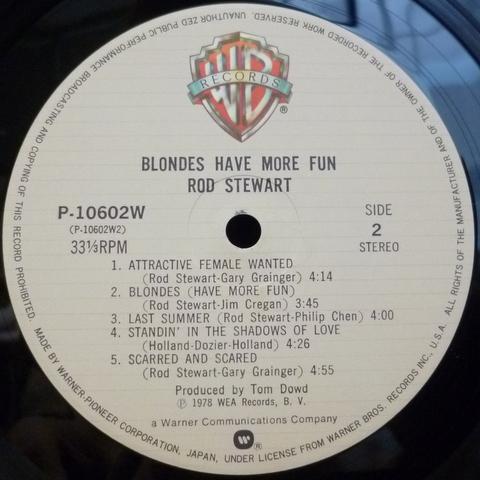 WB
RECORDS
®
BLONDES HAVE MORE FUN
ROD STEWART
P-10602W
(P-10602W2)
33⅓RPM
SIDE
2
STEREO
1. ATTRACTIVE FEMALE WANTED
(Rod Stewart-Gary Grainger) 4:14
2. BLONDES (HAVE MORE FUN)
(Rod Stewart-Jim Cregan) 3:45
3. LAST SUMMER (Rod Stewart-Philip Chen) 4:00
4. STANDIN' IN THE SHADOWS OF LOVE
(Holland-Dozier-Holland) 4:26
5. SCARRED AND SCARED
(Rod Stewart-Gary Grainger) 4:55
Produced by Tom Dowd
℗ 1978 WEA Records, B. V.
a Warner Communications Company
®
MADE BY WARNER-PIONEER CORPORATION, JAPAN, UNDER LICENSE FROM WARNER BROS. RECORDS INC., U.S.A. ALL RIGHTS OF THE MANUFACTURER AND OF THE OWNER OF THE RECORDED WORK RESERVED. UNAUTHORIZED PUBLIC PERFORMANCE BROADCASTING AND COPYING OF THIS RECORD PROHIBITED.